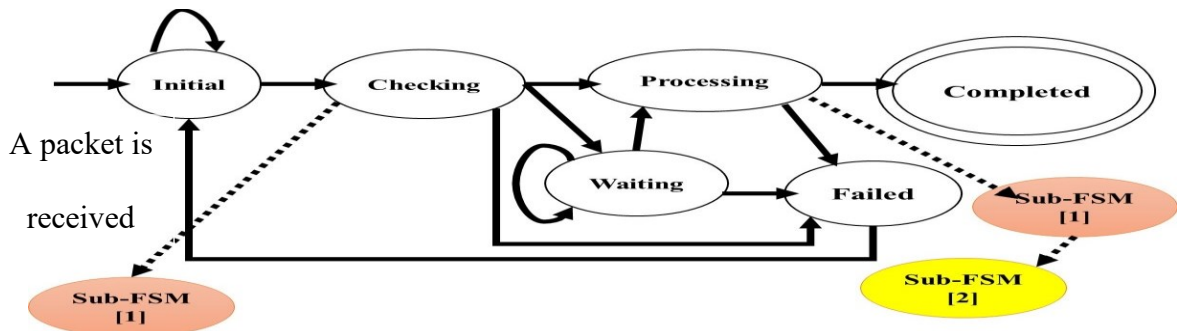 Initial
Checking
Processing
Completed
A packet is
received
Waiting
Failed
Sub-FSM
[1]
Sub-FSM
[2]
Sub-FSM
[1]